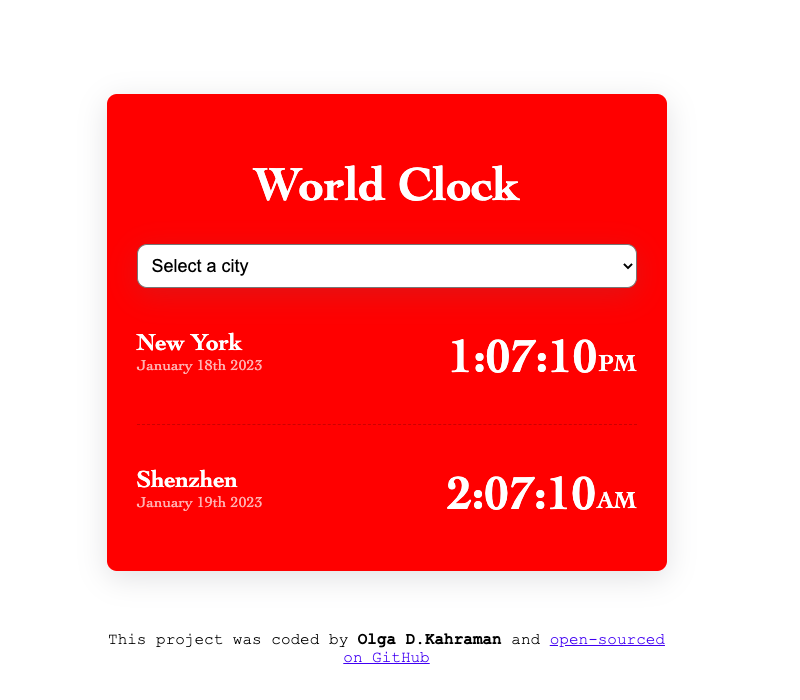 World Clock
Select a city
New York
January 18th 2023
1:07:10PM
Shenzhen
January 19th 2023
2:07:10AM
This project was coded by Olga D.Kahraman and open-sourced
on GitHub